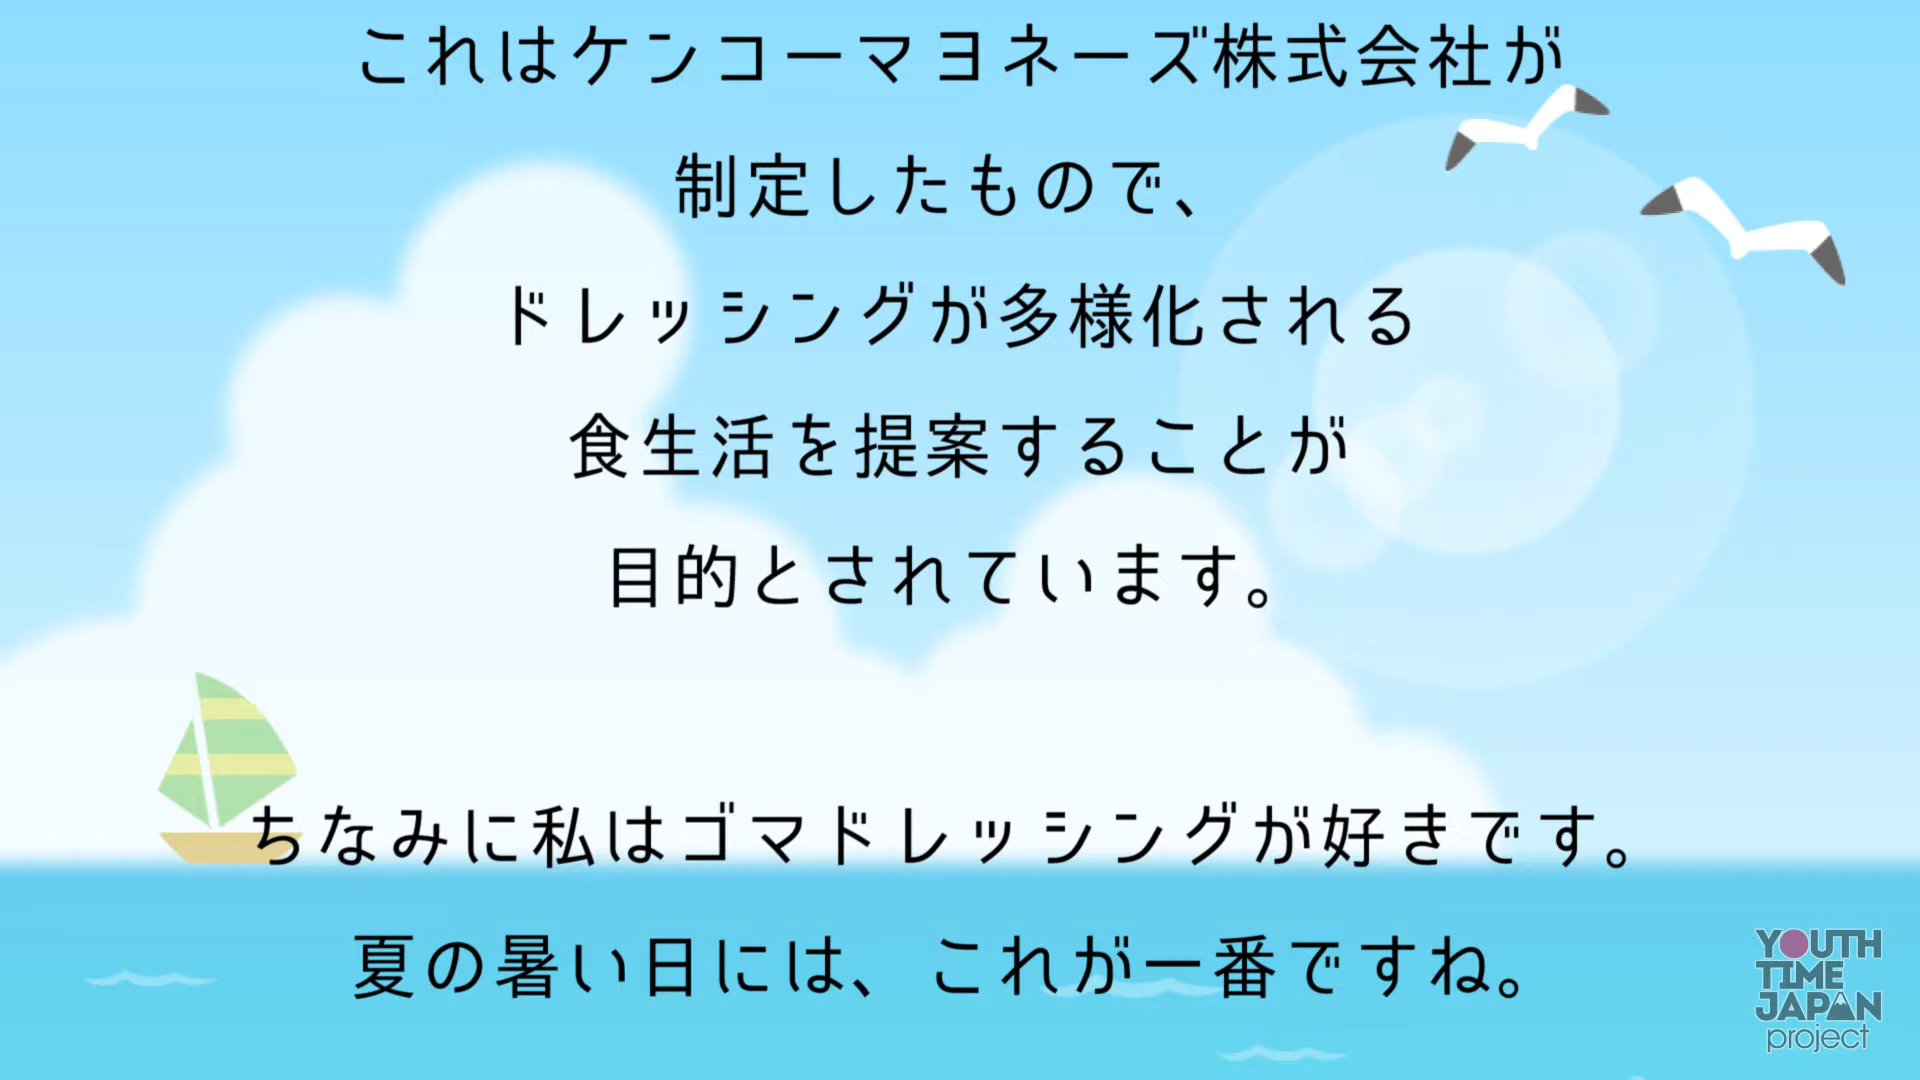 これはケンコーマヨネーズ株式会社が
制定したもので、
ドレッシングが多様化される
食生活を提案することが
目的とされています。
ちなみに私はゴマドレッシングが好きです。
夏の暑い日には、これが一番ですね。
YOUTH
TIME
JAPAN
project